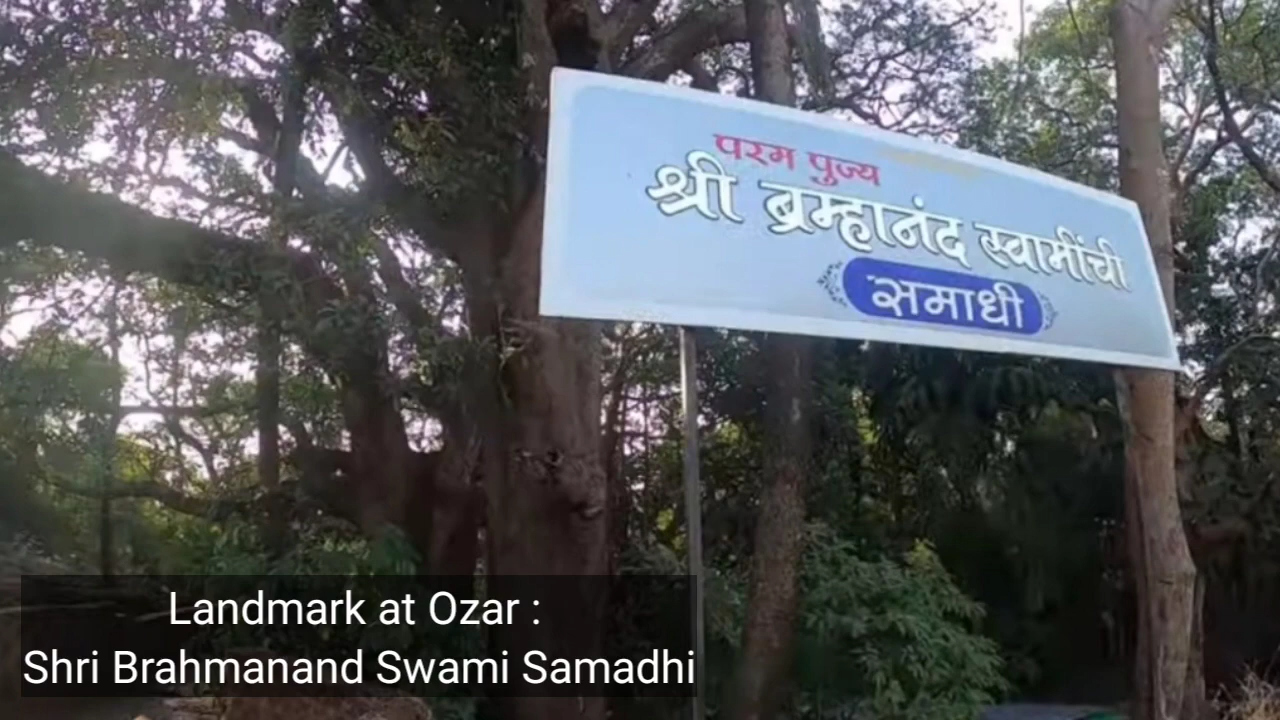 परम पुज्य
श्री ब्रम्हानंद स्वामींची
समाधी
Landmark at Ozar :
Shri Brahmanand Swami Samadhi